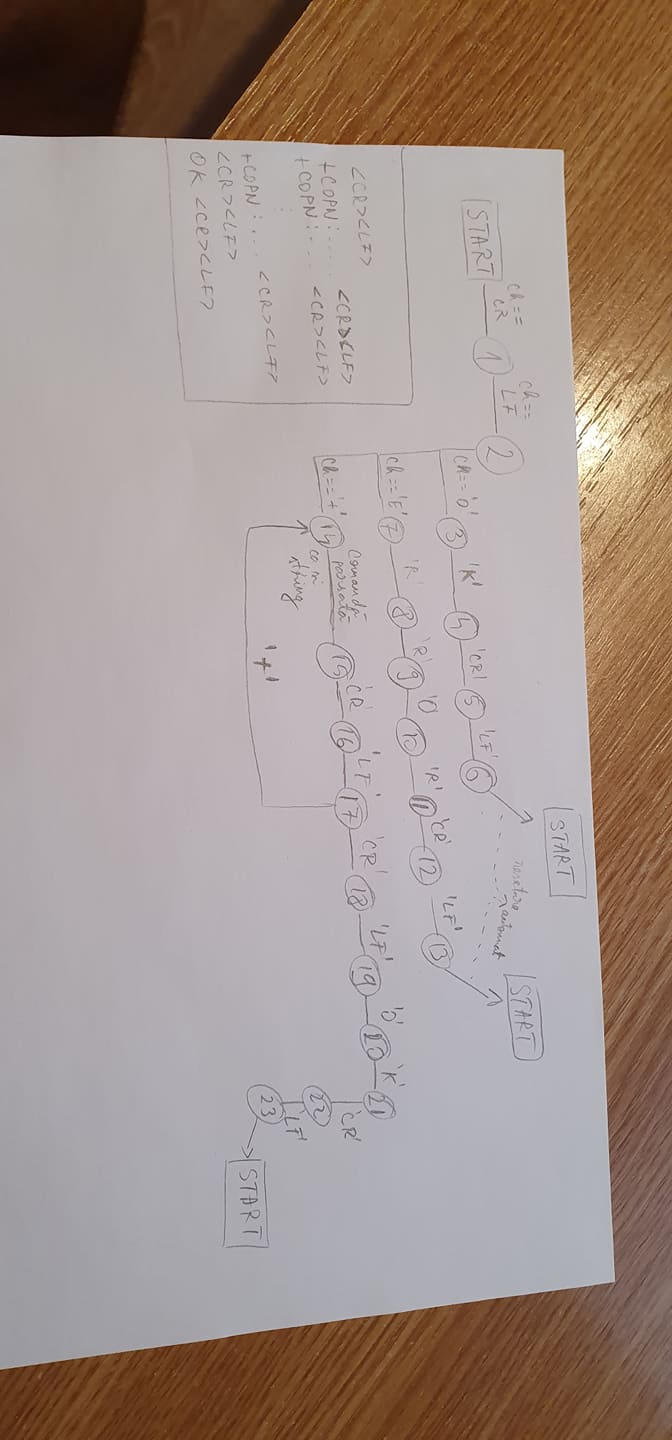 START
ch==
CR
1
ch==
LF
2
ch=='O' 3 'K' 4 'CR' 5 'LF' 6
START
resetare
automat
START
ch=='E' 7 'R' 8 'R' 9 'O' 10 'R' 11 'CR' 12 'LF' 13
ch=='+' 14
Comandă
parsată
ca și
string
15 'CR 16 'LF' 17 'CR' 18 'LF' 19 'O' 20 'K' 21
'CR'
22
'LF'
23
START
'+'
<CR><LF>
+COPN:..... <CR><LF>
+COPN:.... <CR><LF>
:
+COPN:... <CR><LF>
<CR><LF>
OK <CR><LF>